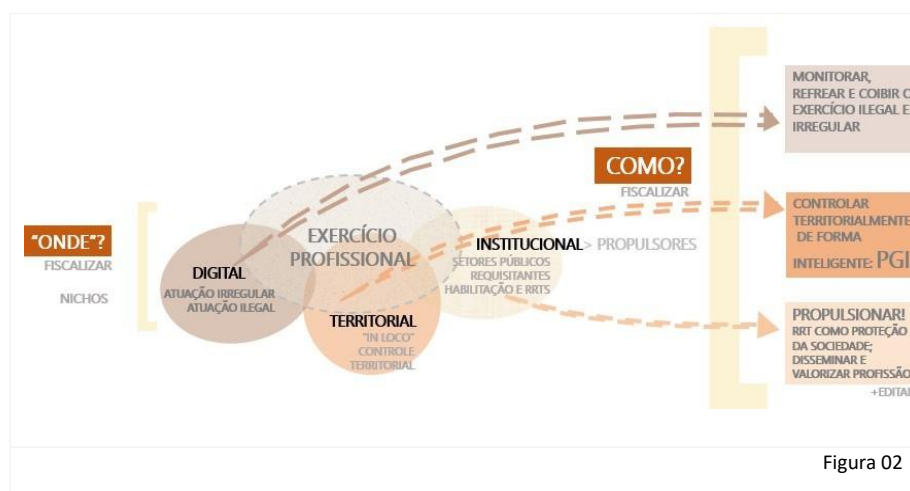 "ONDE"?
FISCALIZAR
NICHOS
DIGITAL
ATUAÇÃO IRREGULAR
ATUAÇÃO ILEGAL
EXERCÍCIO
PROFISSIONAL
TERRITORIAL
"IN LOCO"
CONTROLE
TERRITORIAL
INSTITUCIONAL> PROPULSORES
SETORES PÚBLICOS
REQUISITANTES
HABILITAÇÃO E RRTS
COMO?
FISCALIZAR
MONITORAR,
REFREAR E COIBIR O
EXERCÍCIO ILEGAL E
IRREGULAR
CONTROLAR
TERRITORIALMENTE
DE FORMA
INTELIGENTE: PGI
PROPULSIONAR!
RRT COMO PROTEÇÃO
DA SOCIEDADE;
DISSEMINAR E
VALORIZAR PROFISSÃO
+EDITA
Figura 02